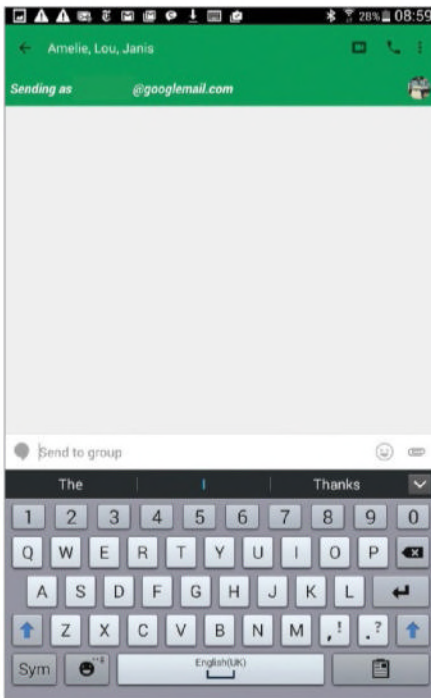 28% 08:59
Amelie, Lou, Janis
Sending as @googlemail.com
Send to group
The I Thanks
1 2 3 4 5 6 7 8 9 0
Q W E R T Y U I O P
A S D F G H J K L
Z X C V B N M , ! . ?
Sym English(UK)